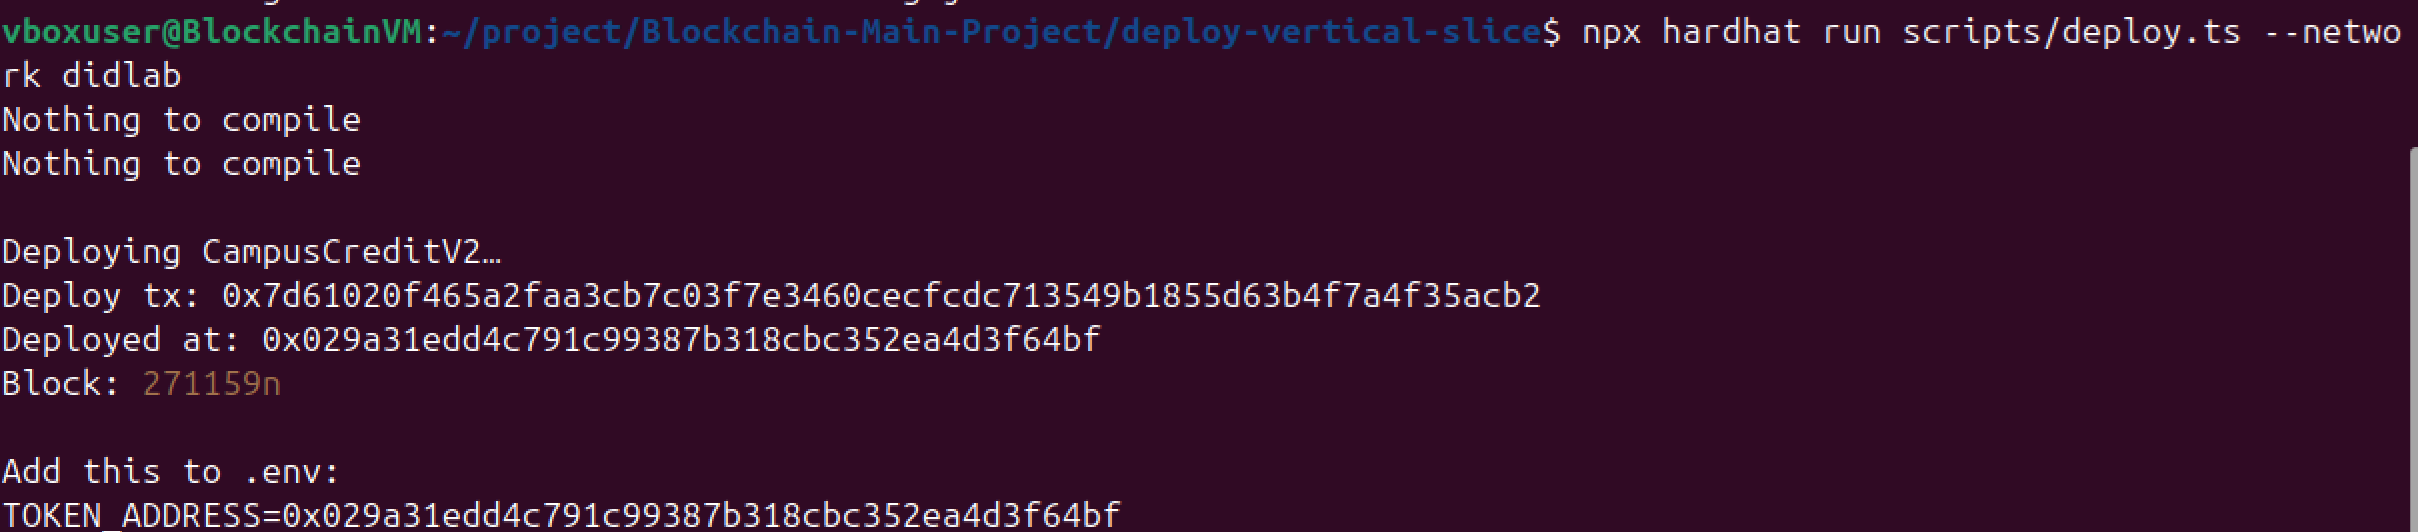 vboxuser@BlockchainVM:~/project/Blockchain-Main-Project/deploy-vertical-slice$ npx hardhat run scripts/deploy.ts --netwo
rk didlab
Nothing to compile
Nothing to compile
Deploying CampusCreditV2…
Deploy tx: 0x7d61020f465a2faa3cb7c03f7e3460cecfcdc713549b1855d63b4f7a4f35acb2
Deployed at: 0x029a31edd4c791c99387b318cbc352ea4d3f64bf
Block: 271159n
Add this to .env:
TOKEN_ADDRESS=0x029a31edd4c791c99387b318cbc352ea4d3f64bf